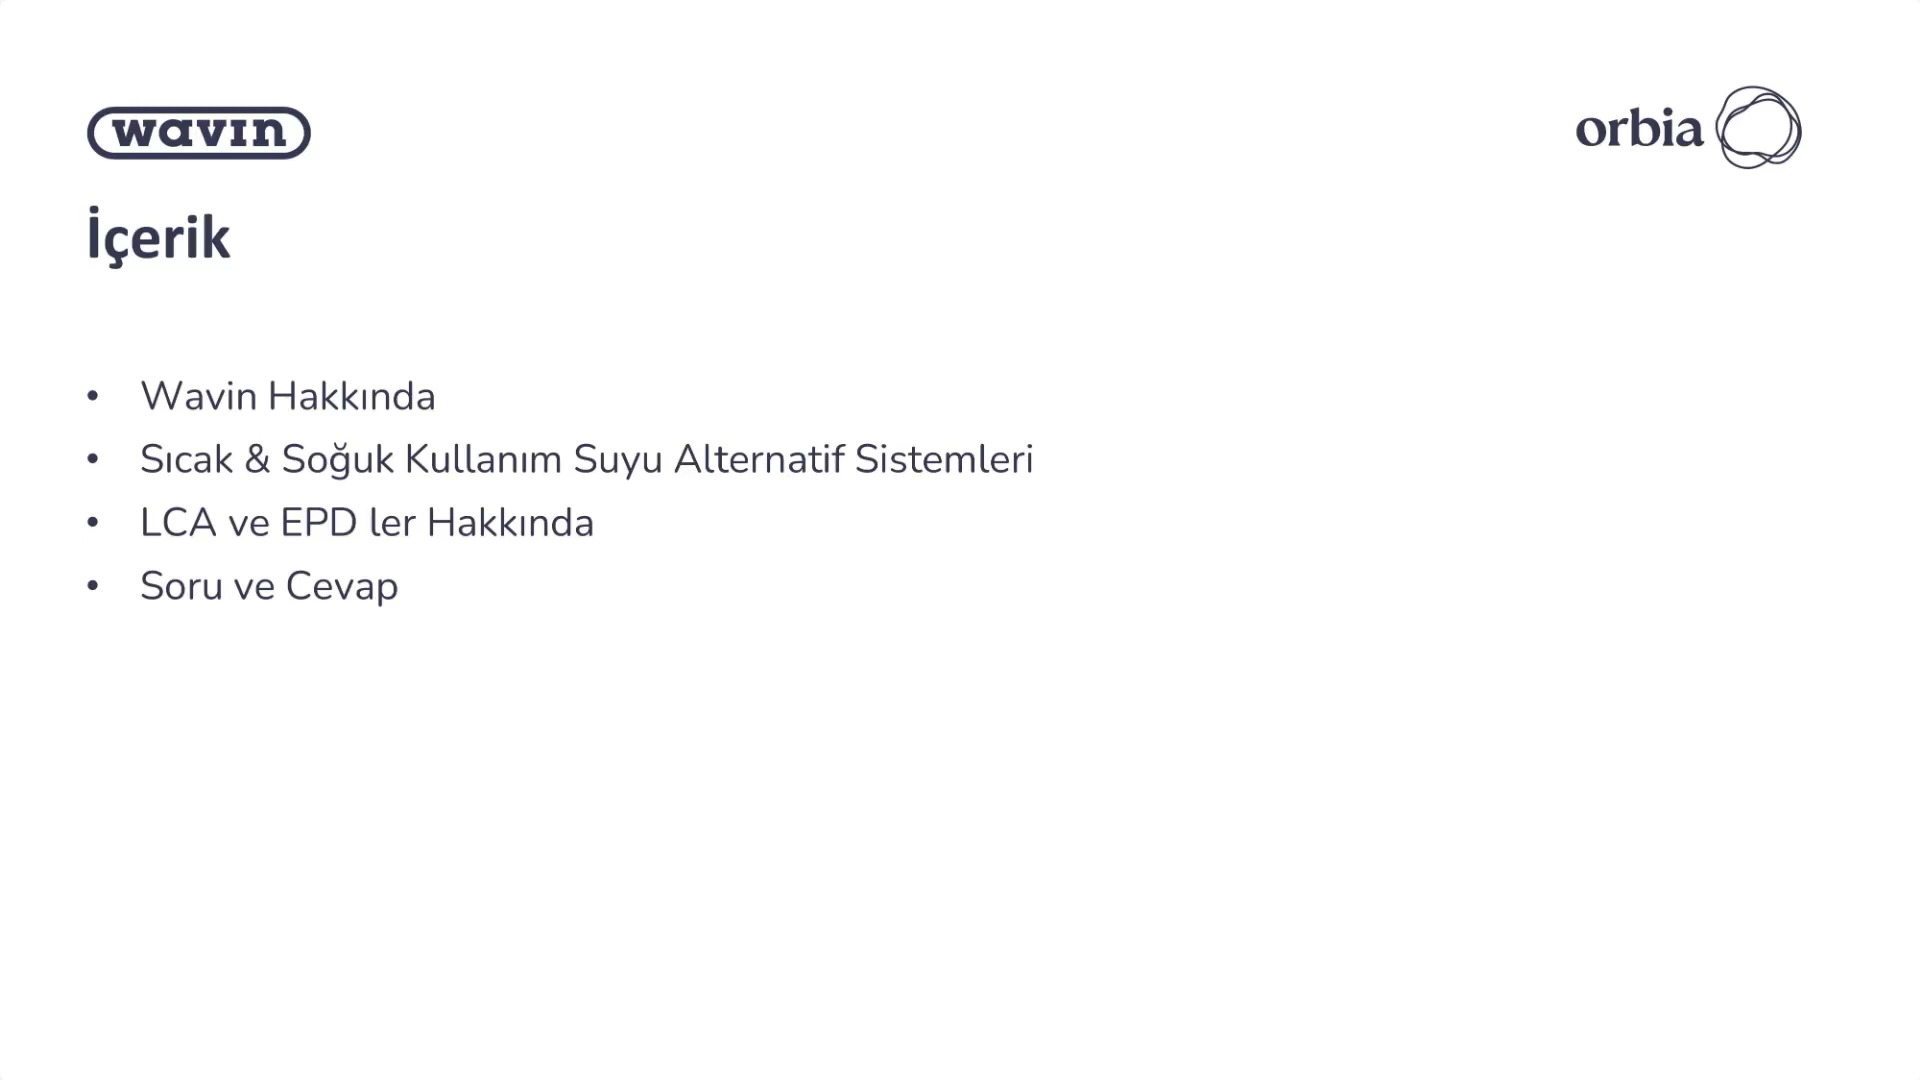 wavin
orbia
İçerik
• Wavin Hakkında
• Sıcak & Soğuk Kullanım Suyu Alternatif Sistemleri
• LCA ve EPD ler Hakkında
• Soru ve Cevap